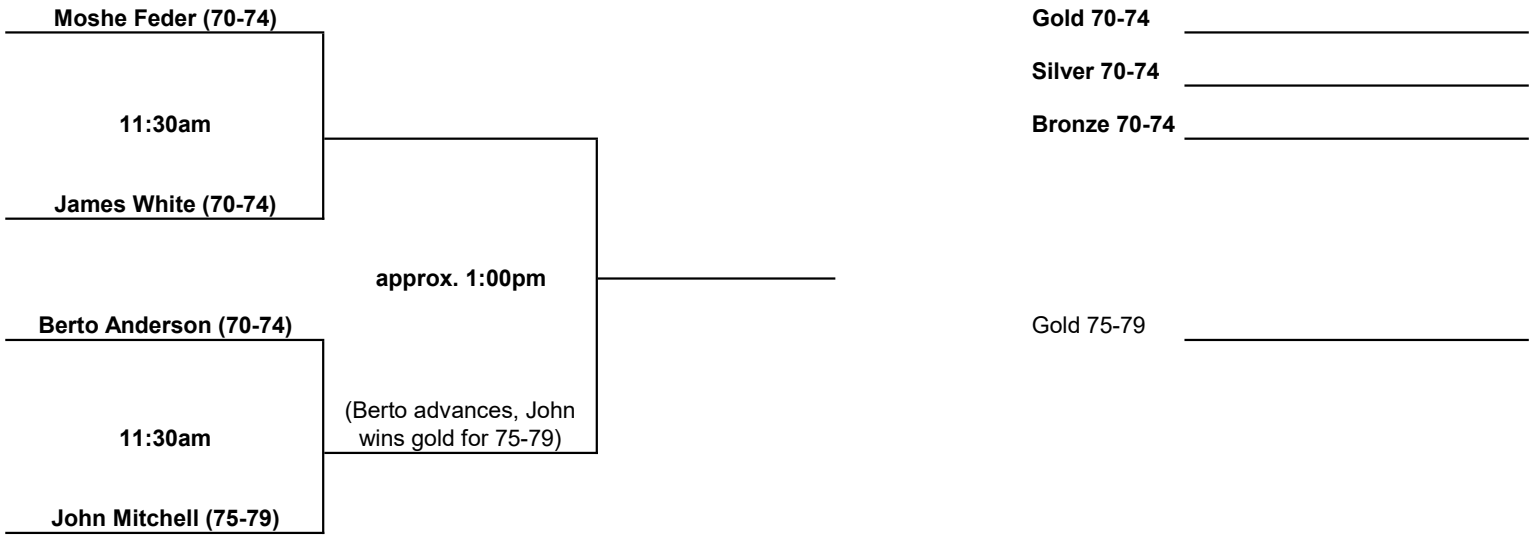 Moshe Feder (70-74)
Gold 70-74
Silver 70-74
11:30am
Bronze 70-74
James White (70-74)
approx. 1:00pm
Berto Anderson (70-74)
Gold 75-79
(Berto advances, John
wins gold for 75-79)
11:30am
John Mitchell (75-79)